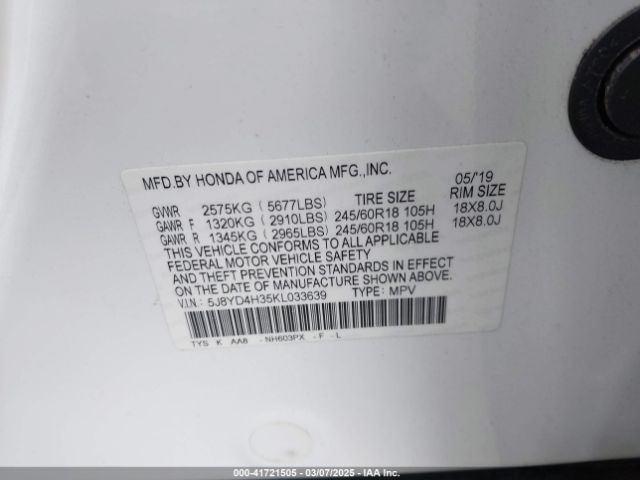 MFD.BY HONDA OF AMERICA MFG.,INC.
05/'19
GVWR 2575KG (5677LBS) TIRE SIZE RIM SIZE
GAWR F 1320KG (2910LBS) 245/60R18 105H 18X8.0J
GAWR R 1345KG (2965LBS) 245/60R18 105H 18X8.0J
THIS VEHICLE CONFORMS TO ALL APPLICABLE
FEDERAL MOTOR VEHICLE SAFETY
AND THEFT PREVENTION STANDARDS IN EFFECT
ON THE DATE OF MANUFACTURE SHOWN ABOVE.
V.I.N.: 5J8YD4H35KL033639 TYPE: MPV
TYS K AA8 -NH603PX -F -L
000-41721505 — 03/07/2025 — IAA Inc.